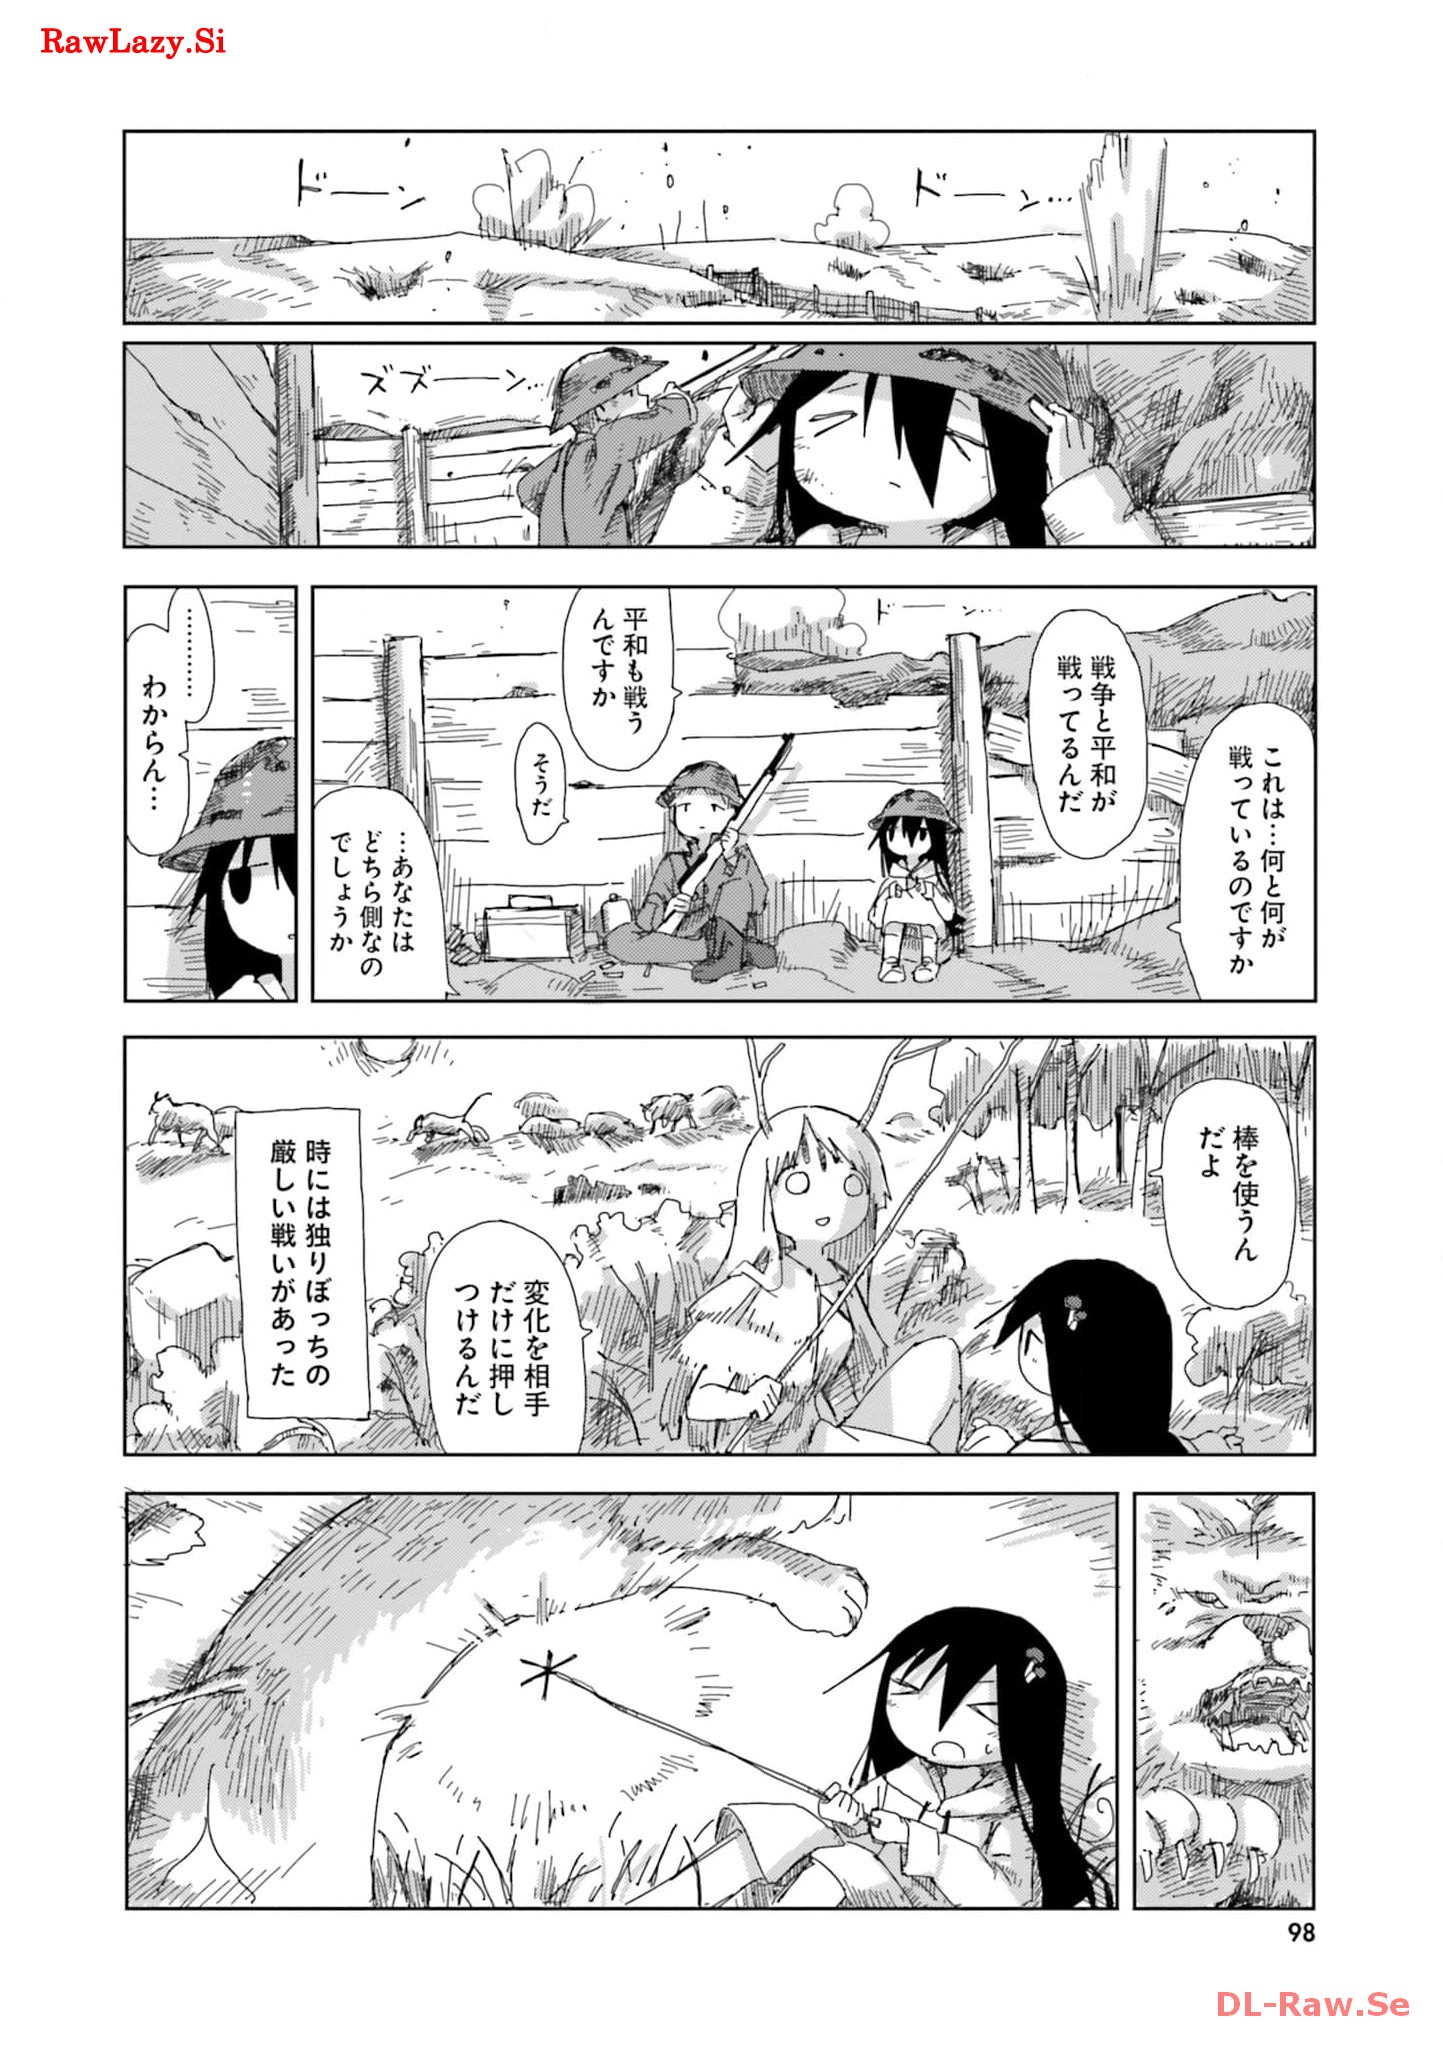 RawLazy.Si
ドーン…
ドーン
ズズーン…
ドーン…
これは…何と何が
戦っているのですか
戦争と平和が
戦ってるんだ
平和も戦う
んですか
そうだ
…あなたは
どちら側なの
でしょうか
…………
わからん…
棒を使うん
だよ
変化を相手
だけに押し
つけるんだ
時には独りぼっちの
厳しい戦いがあった
98
DL-Raw.Se